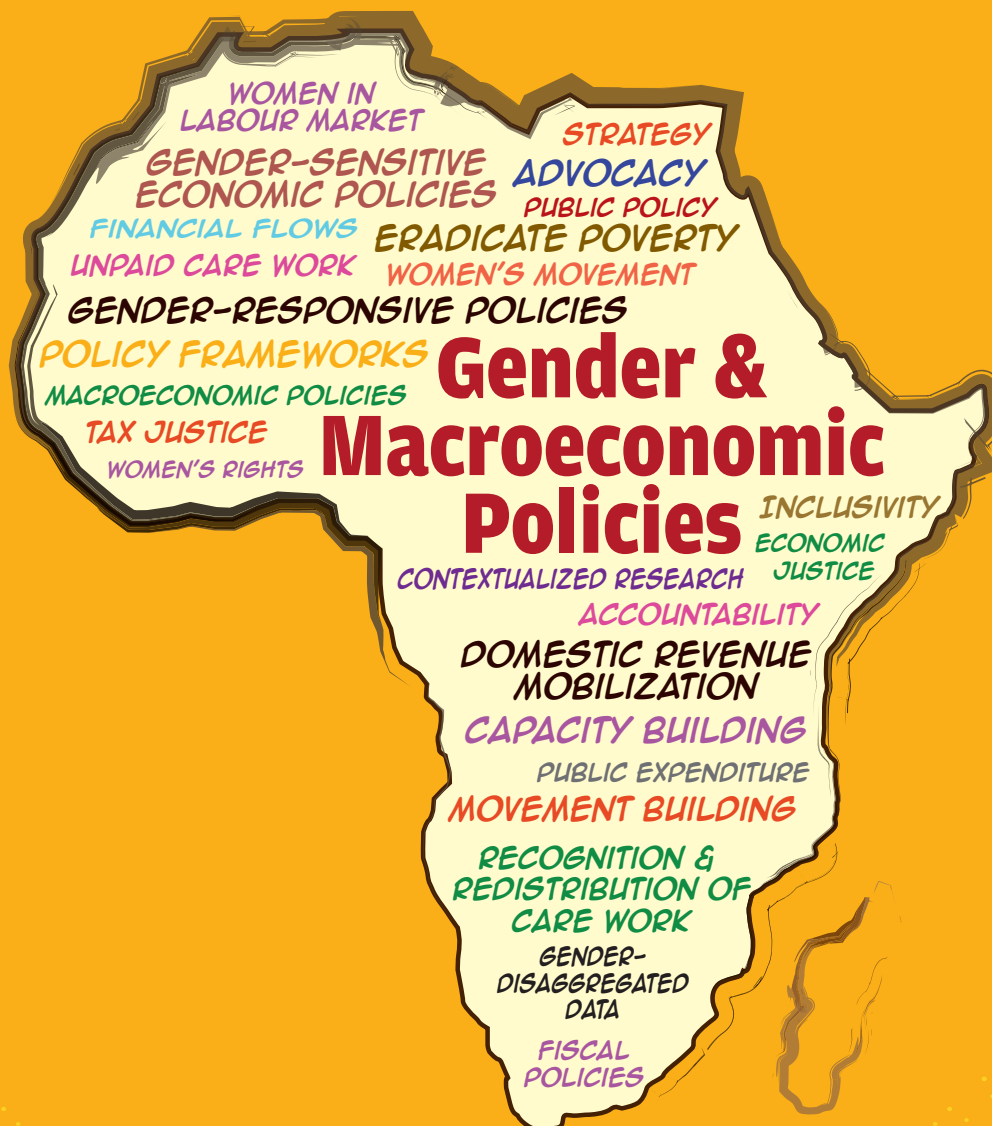 WOMEN IN
LABOUR MARKET
STRATEGY
GENDER-SENSITIVE
ECONOMIC POLICIES
ADVOCACY
PUBLIC POLICY
FINANCIAL FLOWS
ERADICATE POVERTY
UNPAID CARE WORK
WOMEN'S MOVEMENT
GENDER-RESPONSIVE POLICIES
POLICY FRAMEWORKS
MACROECONOMIC POLICIES
TAX JUSTICE
WOMEN'S RIGHTS
Gender &
Macroeconomic
Policies
INCLUSIVITY
ECONOMIC
JUSTICE
CONTEXTUALIZED RESEARCH
ACCOUNTABILITY
DOMESTIC REVENUE
MOBILIZATION
CAPACITY BUILDING
PUBLIC EXPENDITURE
MOVEMENT BUILDING
RECOGNITION &
REDISTRIBUTION OF
CARE WORK
GENDER-
DISAGGREGATED
DATA
FISCAL
POLICIES